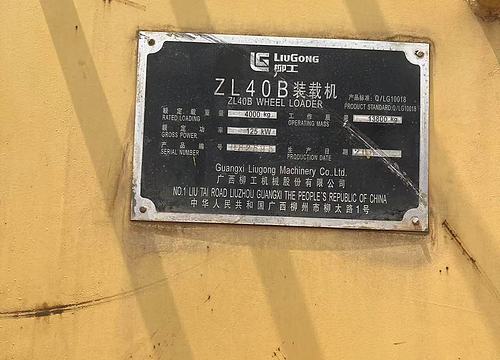 LIUGONG
柳工
ZL40B装载机
ZL40B WHEEL LOADER
产品标准: Q/LG10018
PRODUCT STANDARD: Q/LG10018
额定载重量 4000 kg
RATED LOADING
工作质量 13600 kg
OPERATING MASS
额定功率 125 kW
GROSS POWER
产品编号
SERIAL NUMBER
生产日期
PRODUCTION DATE
Guangxi Liugong Machinery Co.Ltd.
广西柳工机械股份有限公司
NO.1 LIU TAI ROAD LIUZHOU GUANGXI THE PEOPLE'S REPUBLIC OF CHINA
中华人民共和国广西柳州市柳太路1号